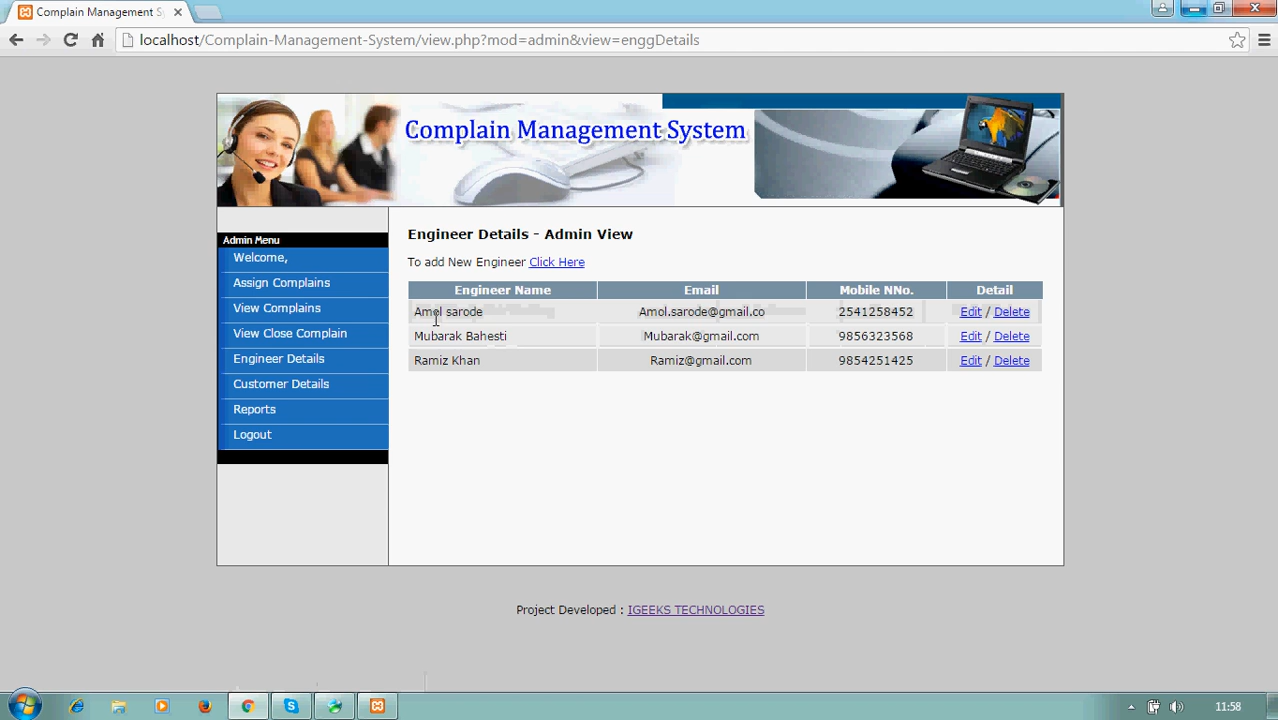 Complain Management S
localhost/Complain-Management-System/view.php?mod=admin&view=enggDetails
Complain Management System
Admin Menu
Welcome,
Assign Complains
View Complains
View Close Complain
Engineer Details
Customer Details
Reports
Logout
Engineer Details - Admin View
To add New Engineer Click Here
Engineer Name Email Mobile NNo. Detail
Amol sarode Amol.sarode@gmail.co 2541258452 Edit / Delete
Mubarak Bahesti Mubarak@gmail.com 9856323568 Edit / Delete
Ramiz Khan Ramiz@gmail.com 9854251425 Edit / Delete
Project Developed : IGEEKS TECHNOLOGIES
11:58